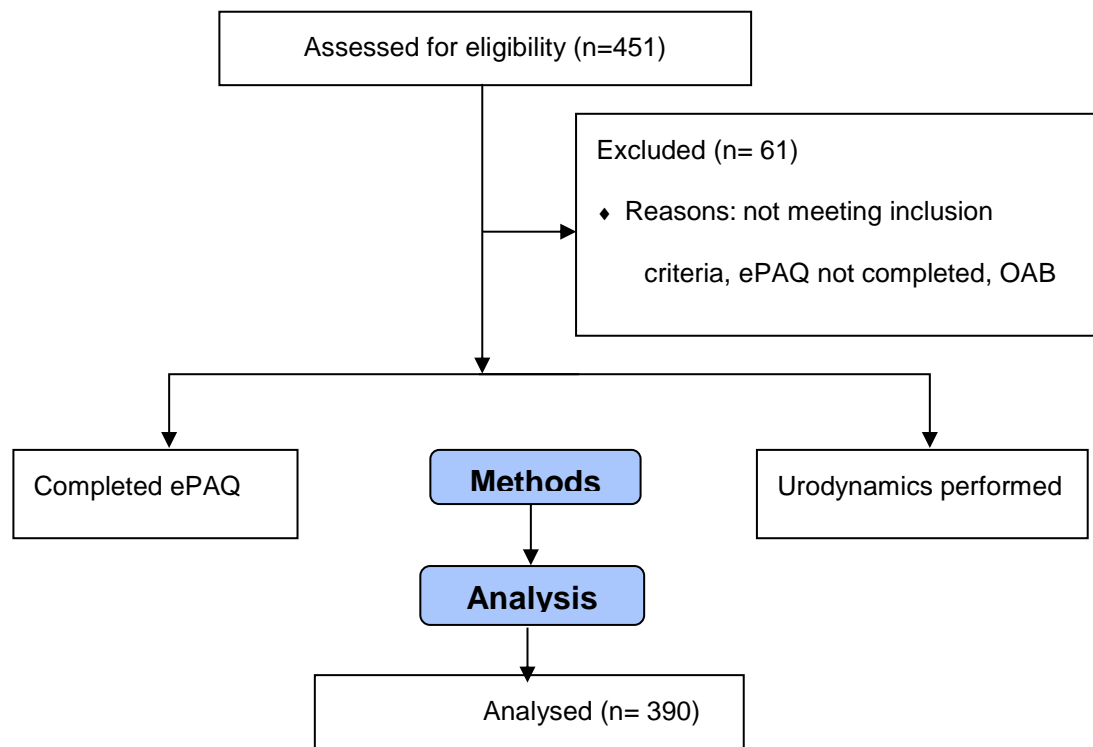 Assessed for eligibility (n=451)
Excluded (n= 61)
♦ Reasons: not meeting inclusion
criteria, ePAQ not completed, OAB
Completed ePAQ
Methods
Urodynamics performed
Analysis
Analysed (n= 390)